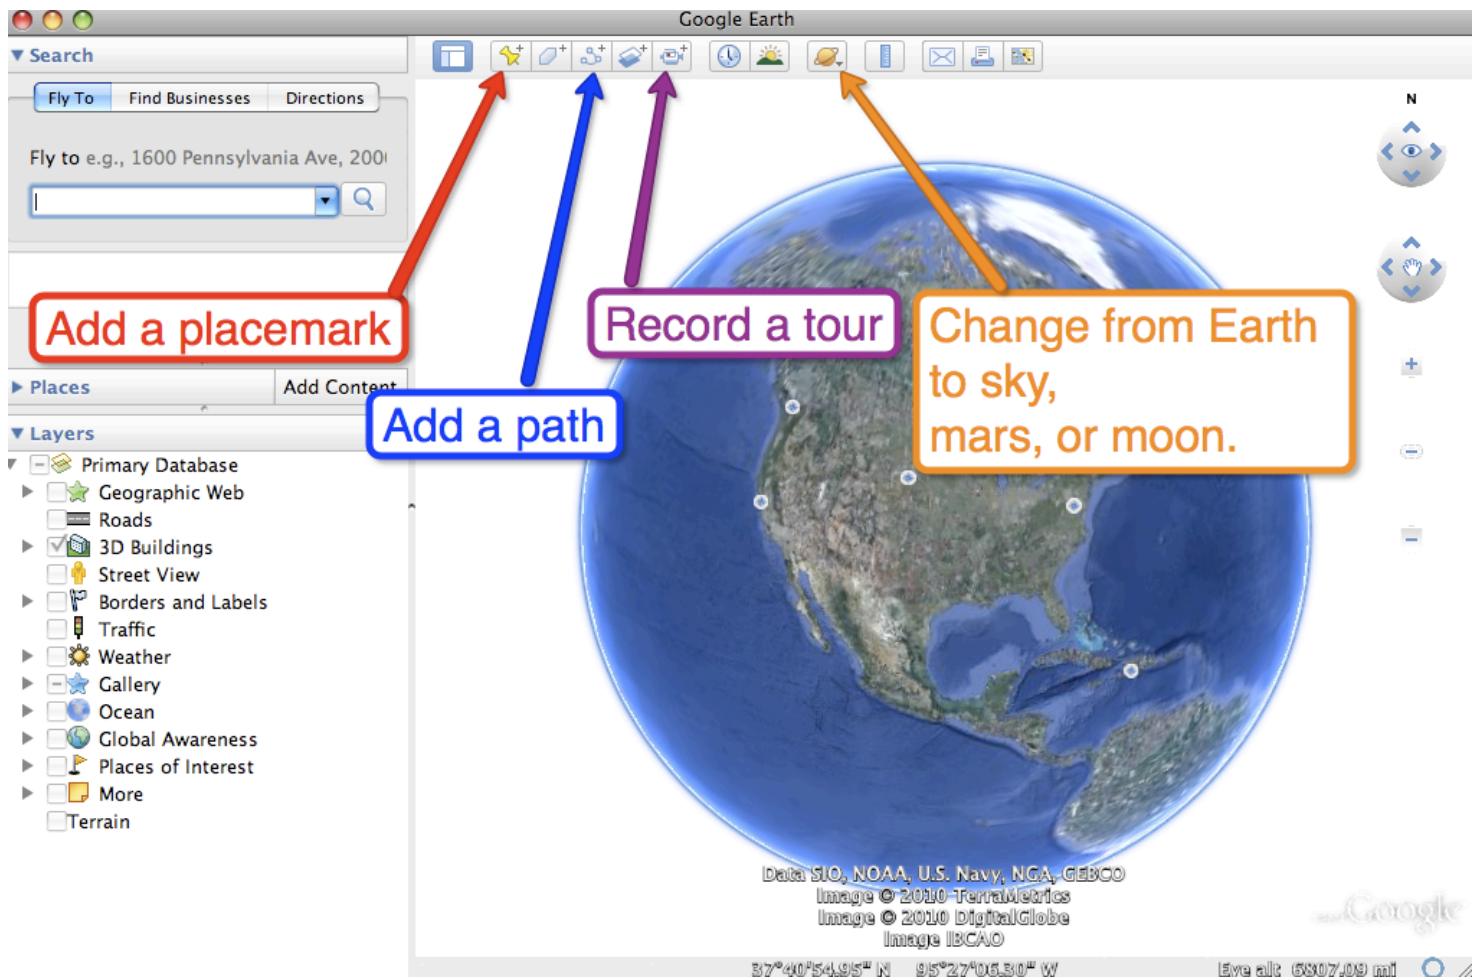 Google Earth
Search
Fly To
Find Businesses
Directions
Fly to e.g., 1600 Pennsylvania Ave, 200
N
Add a placemark
Record a tour
Change from Earth
to sky,
mars, or moon.
Places
Add Content
Add a path
Layers
Primary Database
Geographic Web
Roads
3D Buildings
Street View
Borders and Labels
Traffic
Weather
Gallery
Ocean
Global Awareness
Places of Interest
More
Terrain
Data SIO, NOAA, U.S. Navy, NGA, GEBCO
Image © 2010 TerraMetrics
Image © 2010 DigitalGlobe
Image IBCAO
Google
37°40'54.95" N 95°27'06.30" W
Eye alt 6807.09 mi